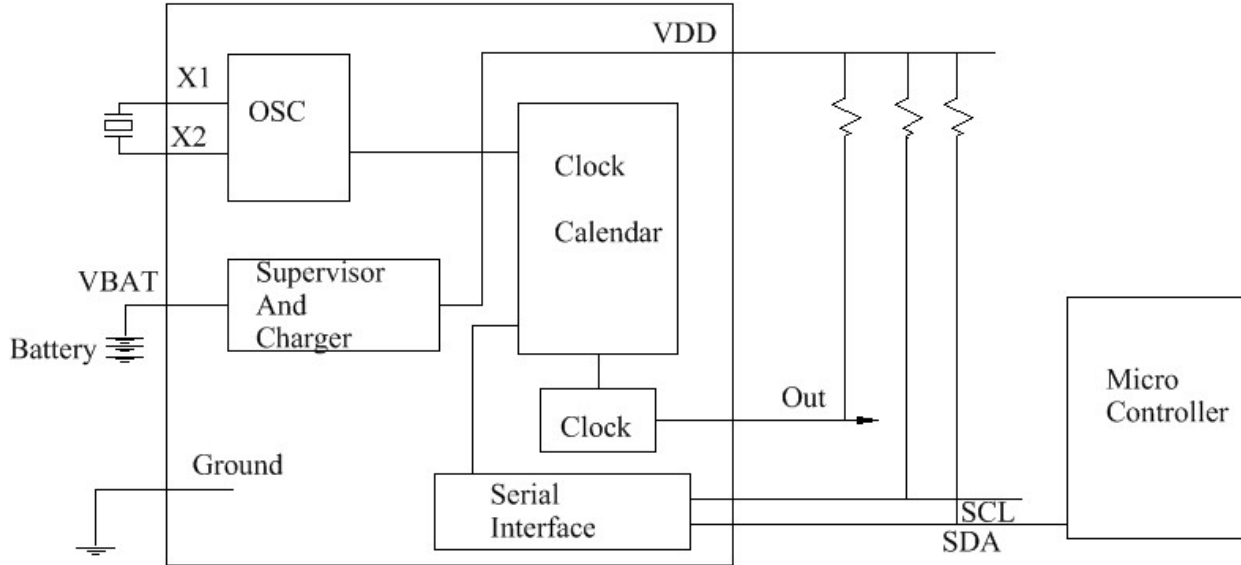 VDD
X1
OSC
X2
Clock
Calendar
VBAT
Supervisor
And
Charger
Battery
Micro
Controller
Out
Clock
Ground
Serial
Interface
SCL
SDA